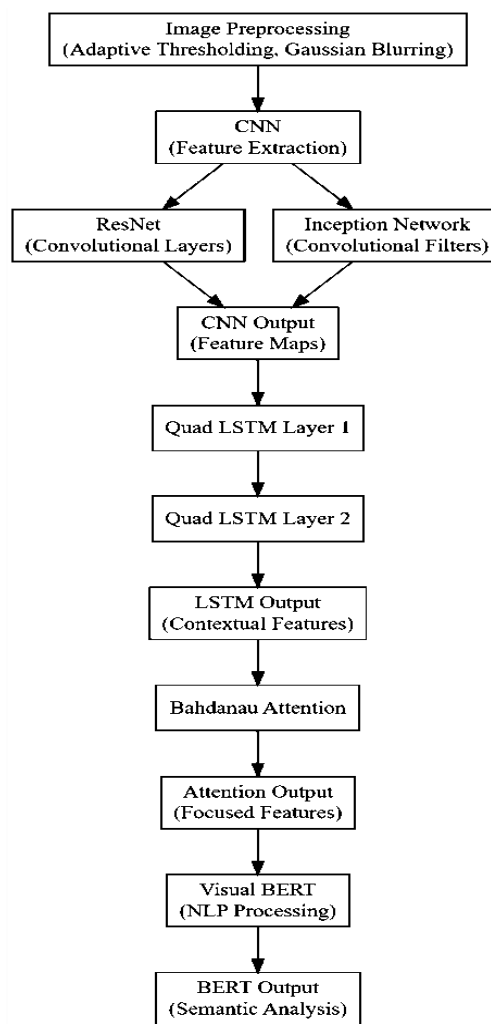 Image Preprocessing
(Adaptive Thresholding, Gaussian Blurring)
CNN
(Feature Extraction)
ResNet
(Convolutional Layers)
Inception Network
(Convolutional Filters)
CNN Output
(Feature Maps)
Quad LSTM Layer 1
Quad LSTM Layer 2
LSTM Output
(Contextual Features)
Bahdanau Attention
Attention Output
(Focused Features)
Visual BERT
(NLP Processing)
BERT Output
(Semantic Analysis)